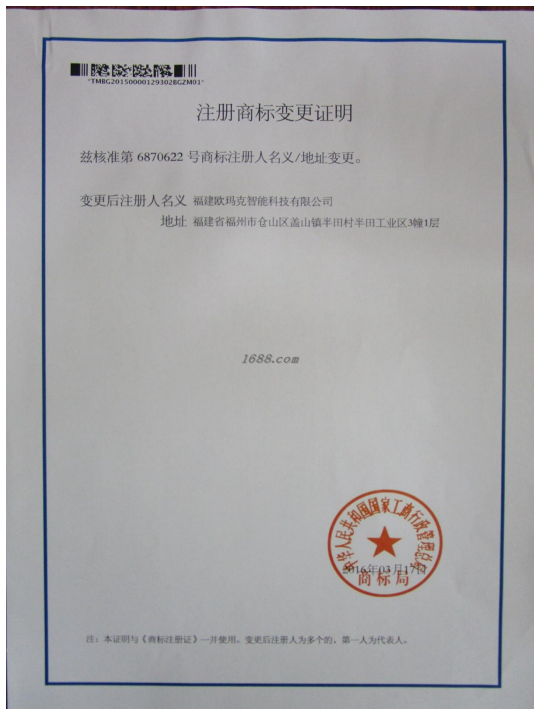 *TMBG20150000129302BGZM01*
注册商标变更证明
兹核准第 6870622 号商标注册人名义/地址变更。
变更后注册人名义 福建欧玛克智能科技有限公司
地址 福建省福州市仓山区盖山镇半田村半田工业区3幢1层
1688.com
中华人民共和国国家工商行政管理总局
2016年03月17日
商标局
注：本证明与《商标注册证》一并使用。变更后注册人为多个的，第一人为代表人。